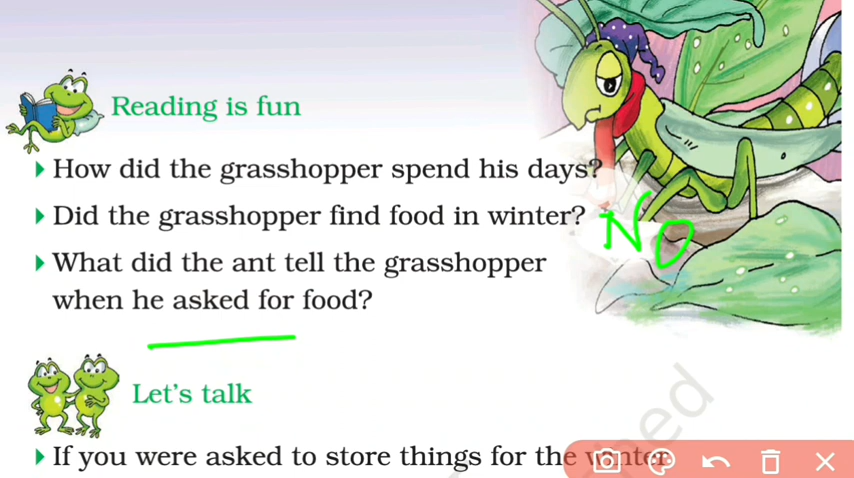 Reading is fun
How did the grasshopper spend his days?
Did the grasshopper find food in winter?
NO
What did the ant tell the grasshopper
when he asked for food?
Let's talk
If you were asked to store things for the winter